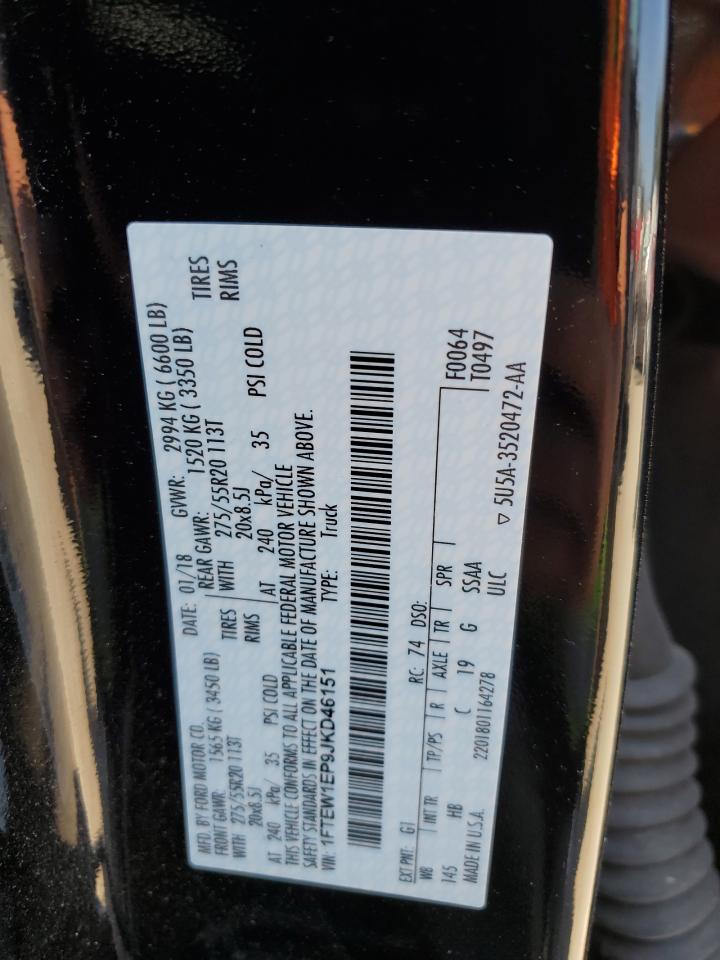 MFD. BY FORD MOTOR CO. DATE: 01/18 GVWR: 2994 KG ( 6600 LB)
FRONT GAWR: 1565 KG ( 3450 LB) REAR GAWR: 1520 KG ( 3350 LB)
WITH 275/55R20 113T TIRES WITH 275/55R20 113T TIRES
20x8.5J RIMS 20x8.5J RIMS
AT 240 kPa/ 35 PSI COLD AT 240 kPa/ 35 PSI COLD
THIS VEHICLE CONFORMS TO ALL APPLICABLE FEDERAL MOTOR VEHICLE
SAFETY STANDARDS IN EFFECT ON THE DATE OF MANUFACTURE SHOWN ABOVE.
VIN: 1FTEW1EP9JKD46151 TYPE: Truck
EXT PNT: G1 RC: 74 DSO: F0064
WB INT TR TP/PS R AXLE TR SPR T0497
145 HB C 19 G SSAA
MADE IN U.S.A. 2201801164278 ULC ▽ 5U5A-3520472-AA